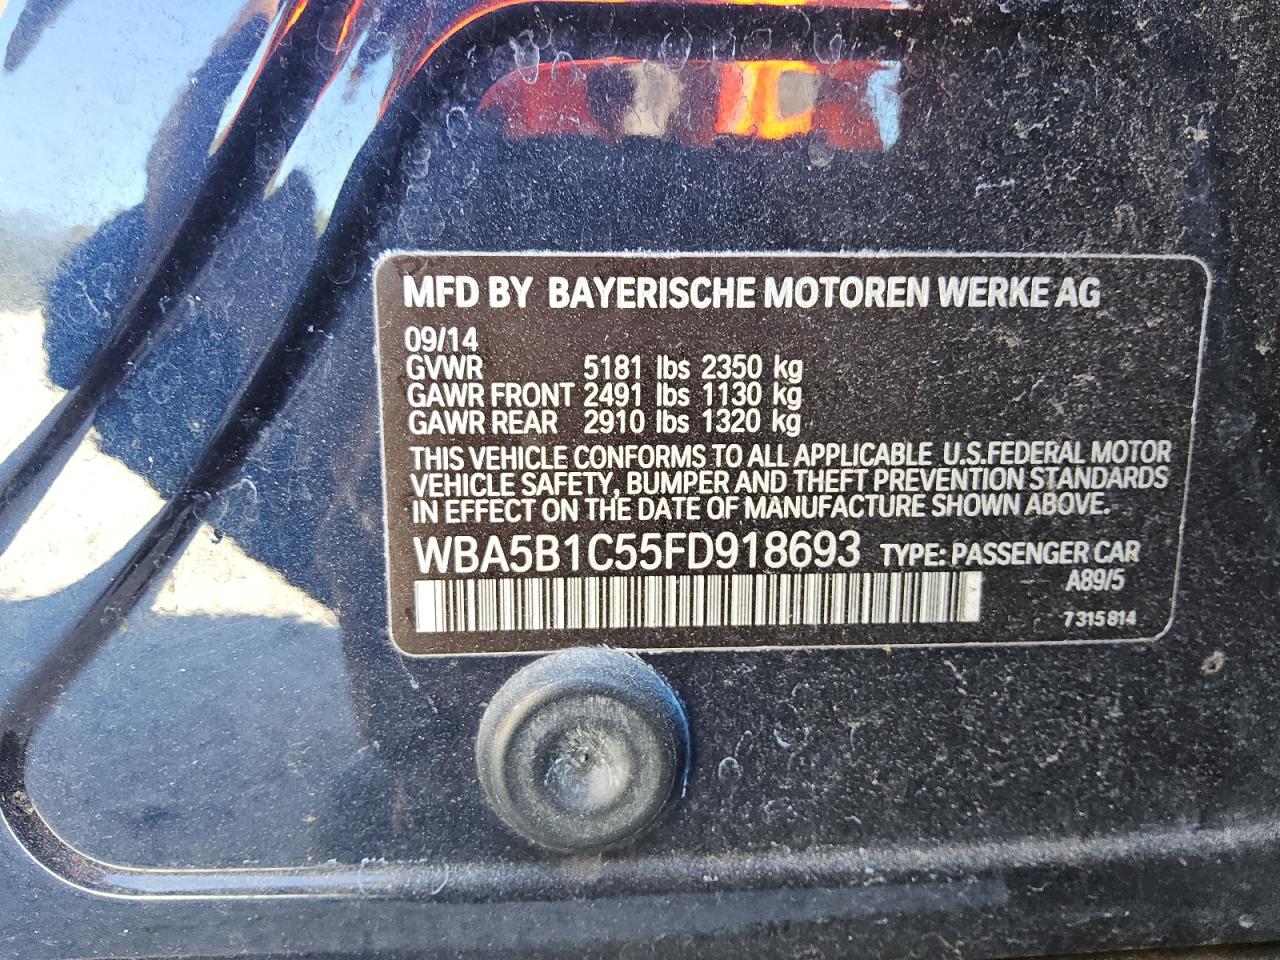 MFD BY BAYERISCHE MOTOREN WERKE AG
09/14
GVWR 5181 lbs 2350 kg
GAWR FRONT 2491 lbs 1130 kg
GAWR REAR 2910 lbs 1320 kg
THIS VEHICLE CONFORMS TO ALL APPLICABLE U.S.FEDERAL MOTOR
VEHICLE SAFETY, BUMPER AND THEFT PREVENTION STANDARDS
IN EFFECT ON THE DATE OF MANUFACTURE SHOWN ABOVE.
WBA5B1C55FD918693 TYPE: PASSENGER CAR
A89/5
7 315 814